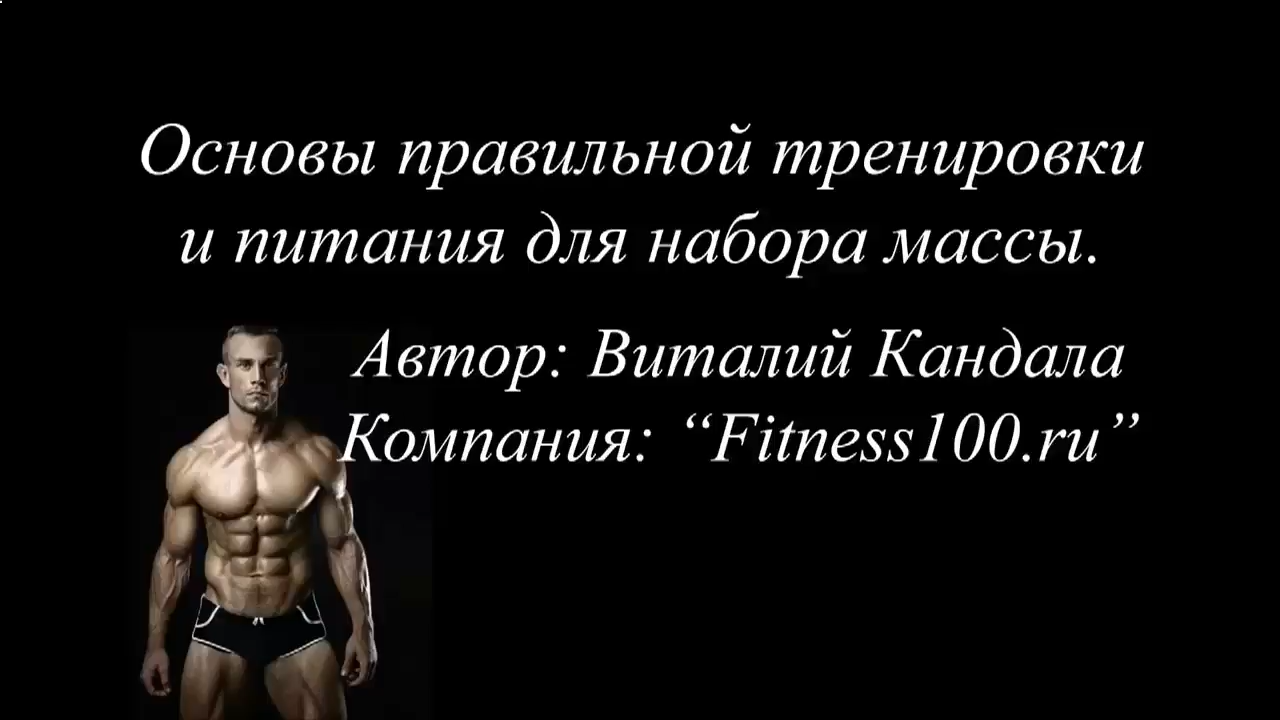 Основы правильной тренировки
и питания для набора массы.
Автор: Виталий Кандала
Компания: “Fitness100.ru”